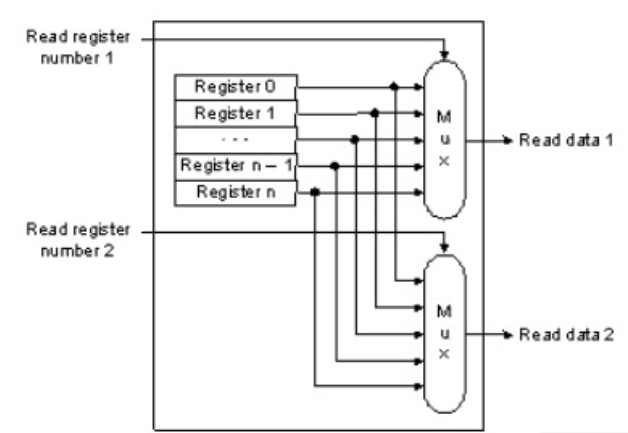 Read register
number 1
Register 0
Register 1
. . .
Register n – 1
Register n
M
u
x
Read data 1
Read register
number 2
M
u
x
Read data 2